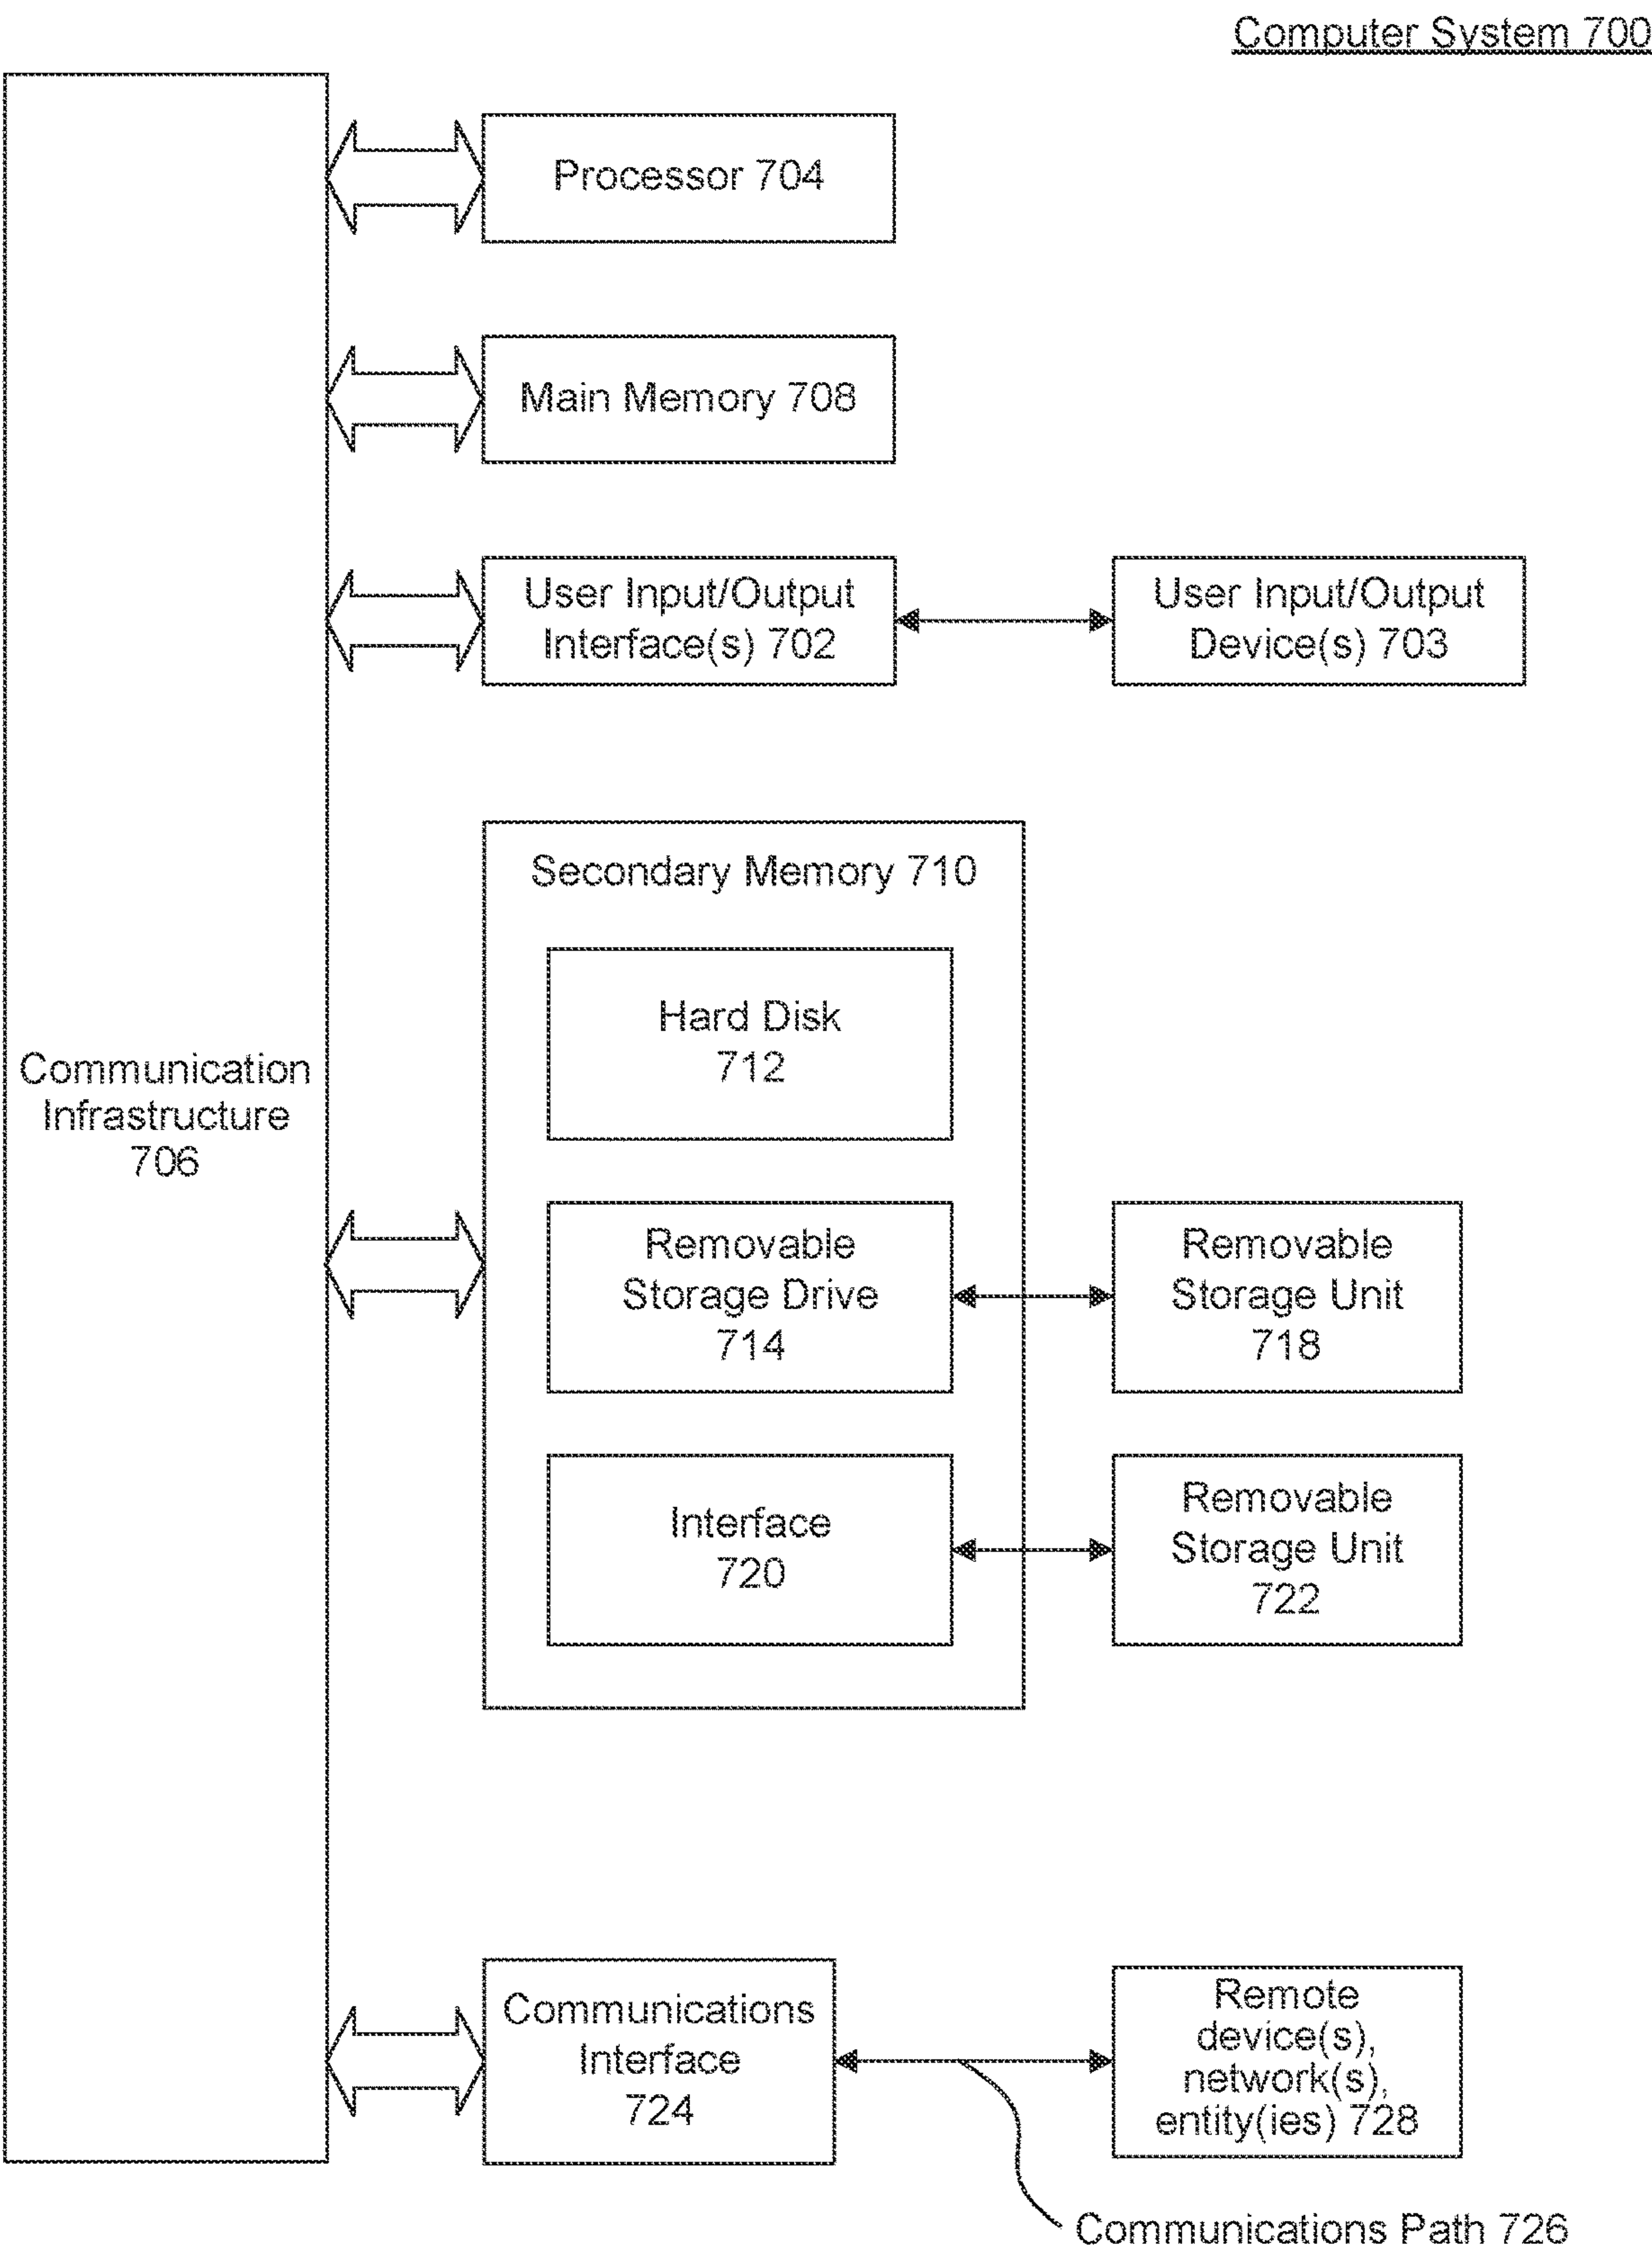 Computer System 700
Processor 704
Main Memory 708
User Input/Output
Interface(s) 702
User Input/Output
Device(s) 703
Secondary Memory 710
Hard Disk
712
Communication
Infrastructure
706
Removable
Storage Drive
714
Removable
Storage Unit
718
Interface
720
Removable
Storage Unit
722
Communications
Interface
724
Remote
device(s),
network(s),
entity(ies) 728
Communications Path 726